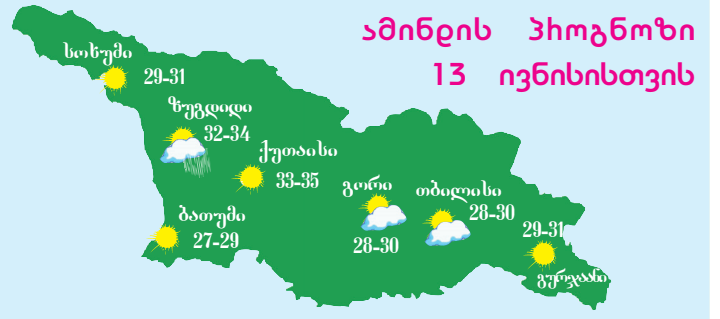 ამინდის პროგნოზი
13 ივნისისთვის
სოხუმი
29-31
ზუგდიდი
32-34
ქუთაისი
33-35
ბათუმი
27-29
გორი
28-30
თბილისი
28-30
29-31
გურჯაანი